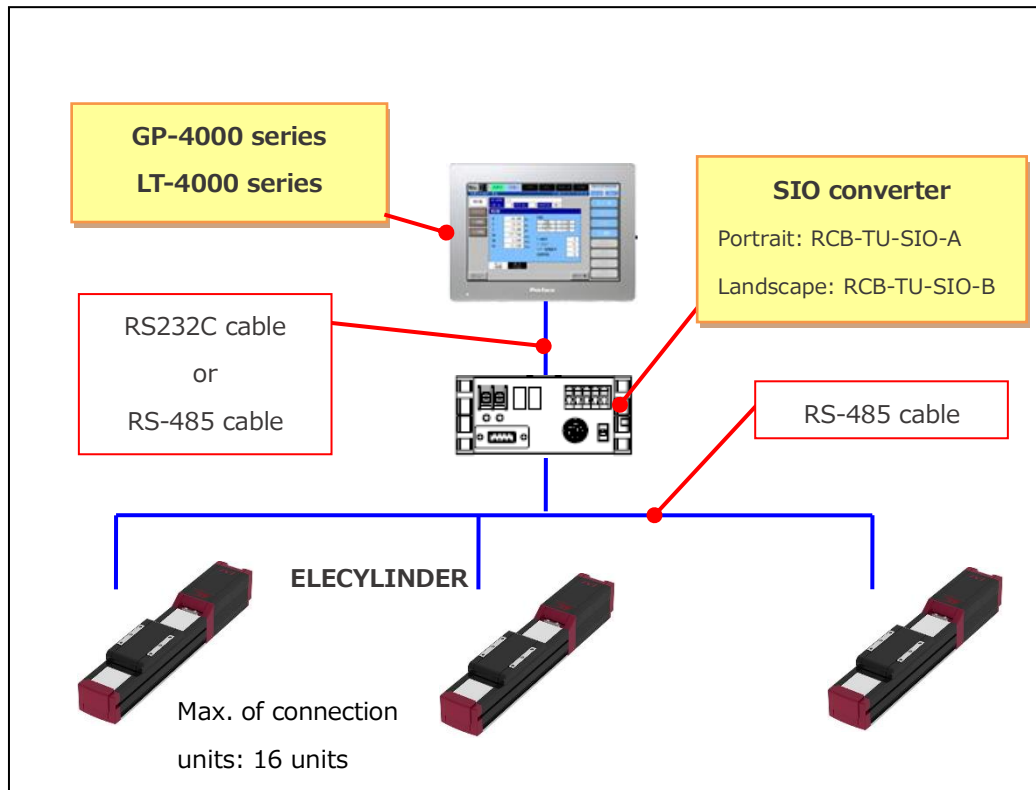 GP-4000 series
LT-4000 series
SIO converter
Portrait: RCB-TU-SIO-A
Landscape: RCB-TU-SIO-B
RS232C cable
or
RS-485 cable
RS-485 cable
ELECYLINDER
Max. of connection
units: 16 units